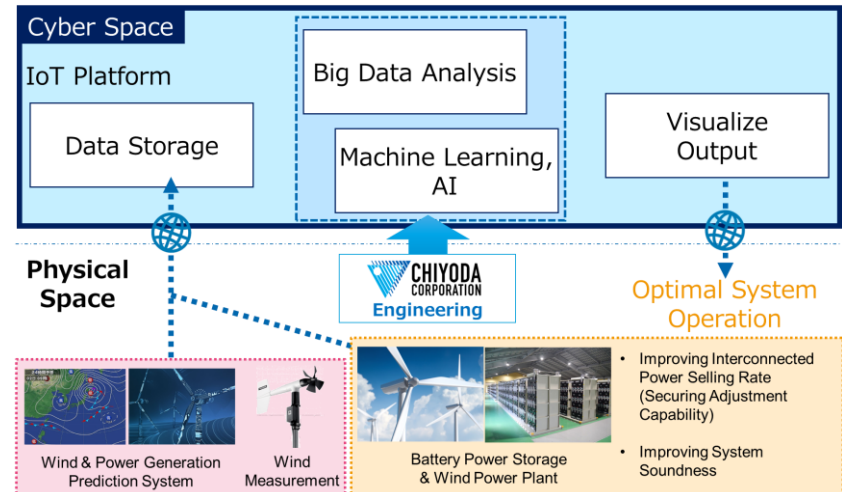 Cyber Space
IoT Platform
Data Storage
Big Data Analysis
Machine Learning,
AI
Visualize
Output
Physical
Space
CHIYODA
CORPORATION
Engineering
Optimal System
Operation
Wind & Power Generation
Prediction System
Wind
Measurement
Battery Power Storage
& Wind Power Plant
• Improving Interconnected
Power Selling Rate
(Securing Adjustment
Capability)
• Improving System
Soundness